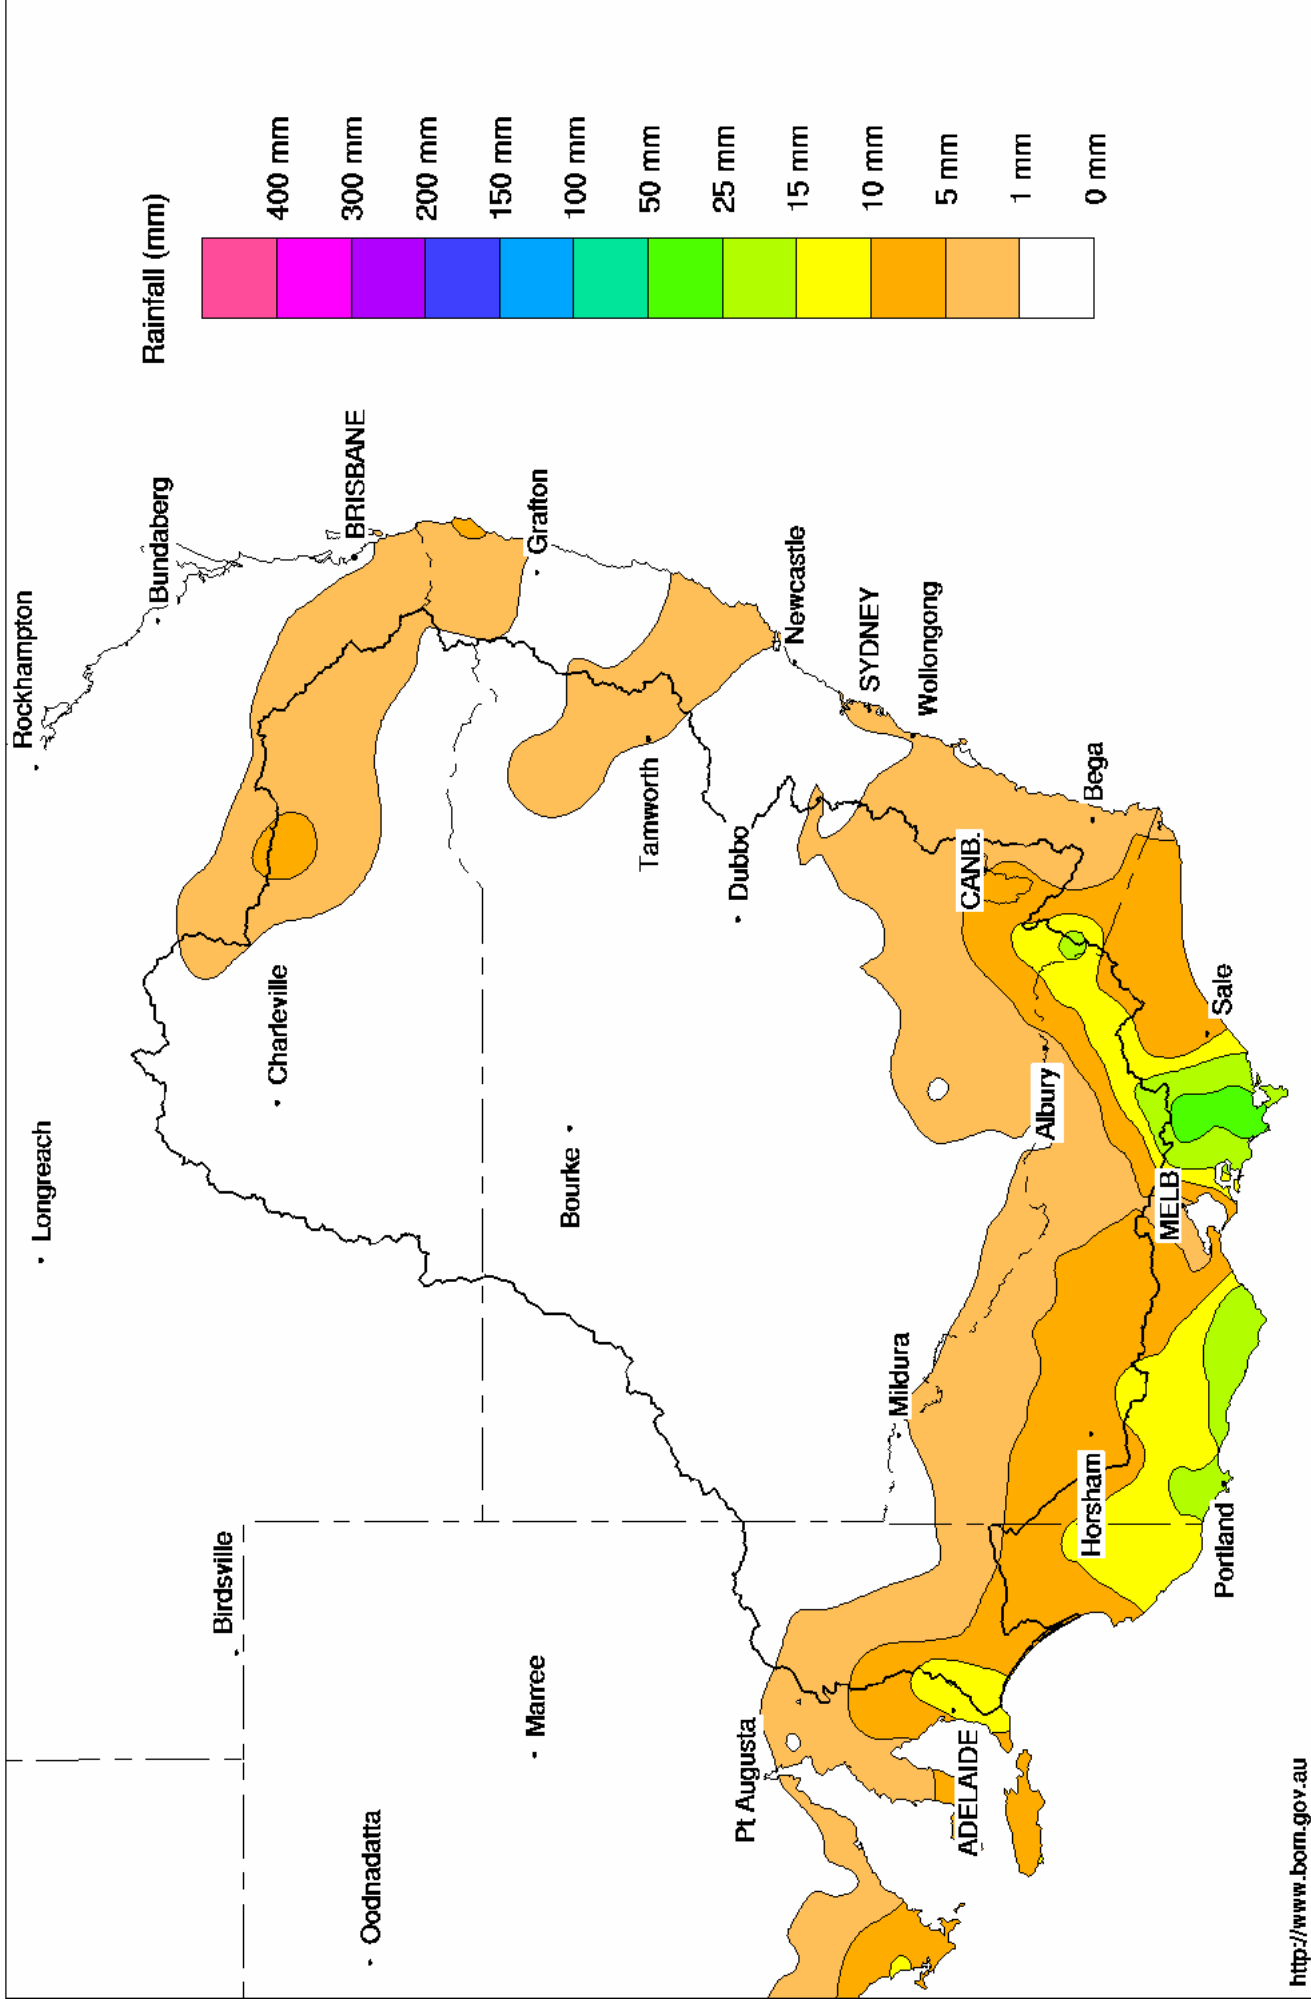 Rainfall (mm)
400 mm
300 mm
200 mm
150 mm
100 mm
50 mm
25 mm
15 mm
10 mm
5 mm
1 mm
0 mm
Longreach
Rockhampton
Bundaberg
Birdsville
Charleville
BRISBANE
Oodnadatta
Marree
Bourke
Grafton
Tamworth
Pt Augusta
Dubbo
Newcastle
Mildura
SYDNEY
Wollongong
ADELAIDE
CANB.
Albury
Horsham
Bega
MELB
Portland
Sale
http://www.bom.gov.au